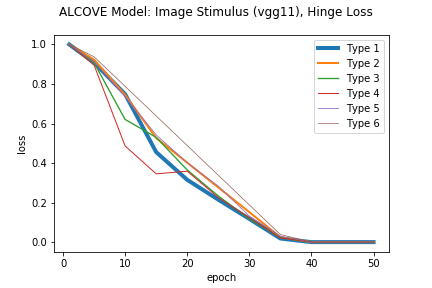 ALCOVE Model: Image Stimulus (vgg11), Hinge Loss
1.0
0.8
0.6
0.4
0.2
0.0
loss
0
10
20
30
40
50
epoch
Type 1
Type 2
Type 3
Type 4
Type 5
Type 6